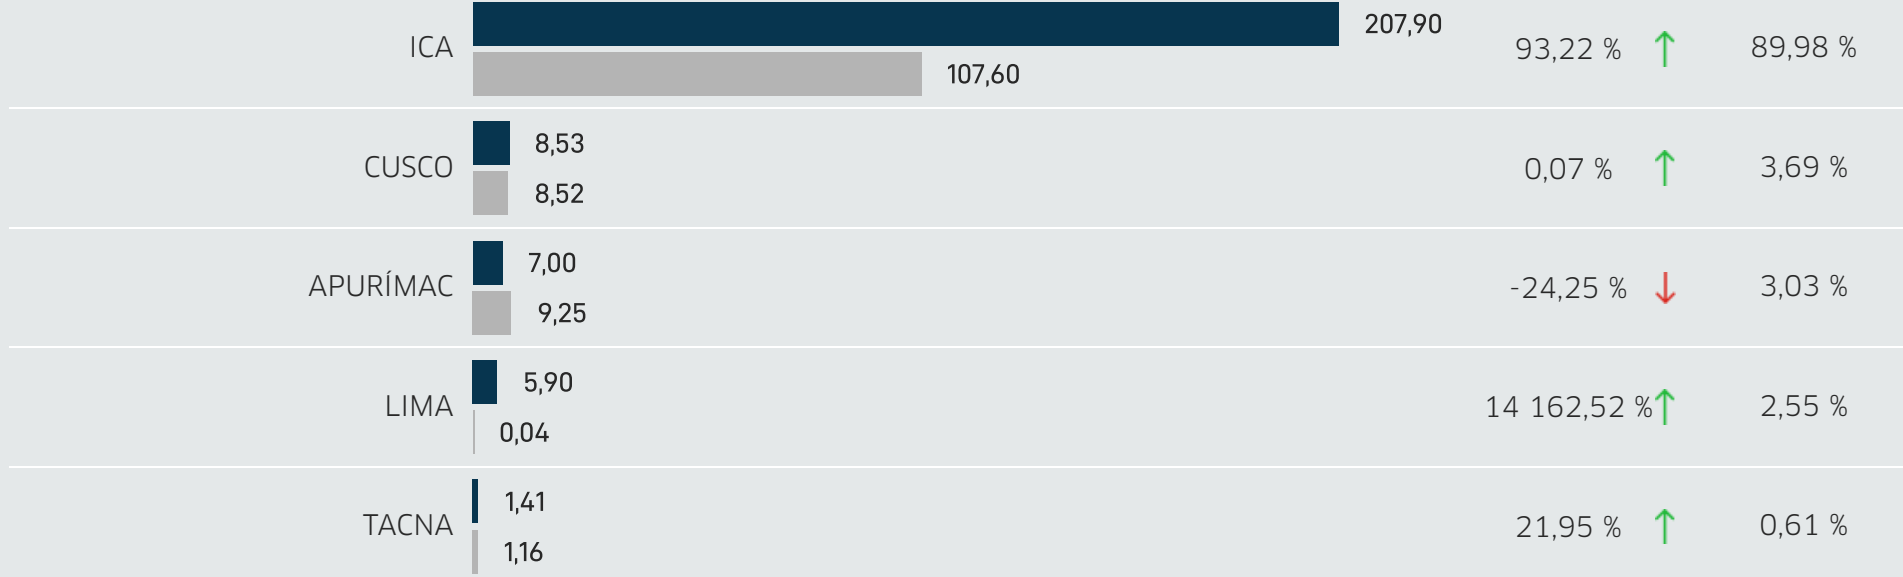 ICA 207,90 93,22 % ↑ 89,98 %
107,60
CUSCO 8,53 0,07 % ↑ 3,69 %
8,52
APURÍMAC 7,00 -24,25 % ↓ 3,03 %
9,25
LIMA 5,90 14 162,52 % ↑ 2,55 %
0,04
TACNA 1,41 21,95 % ↑ 0,61 %
1,16